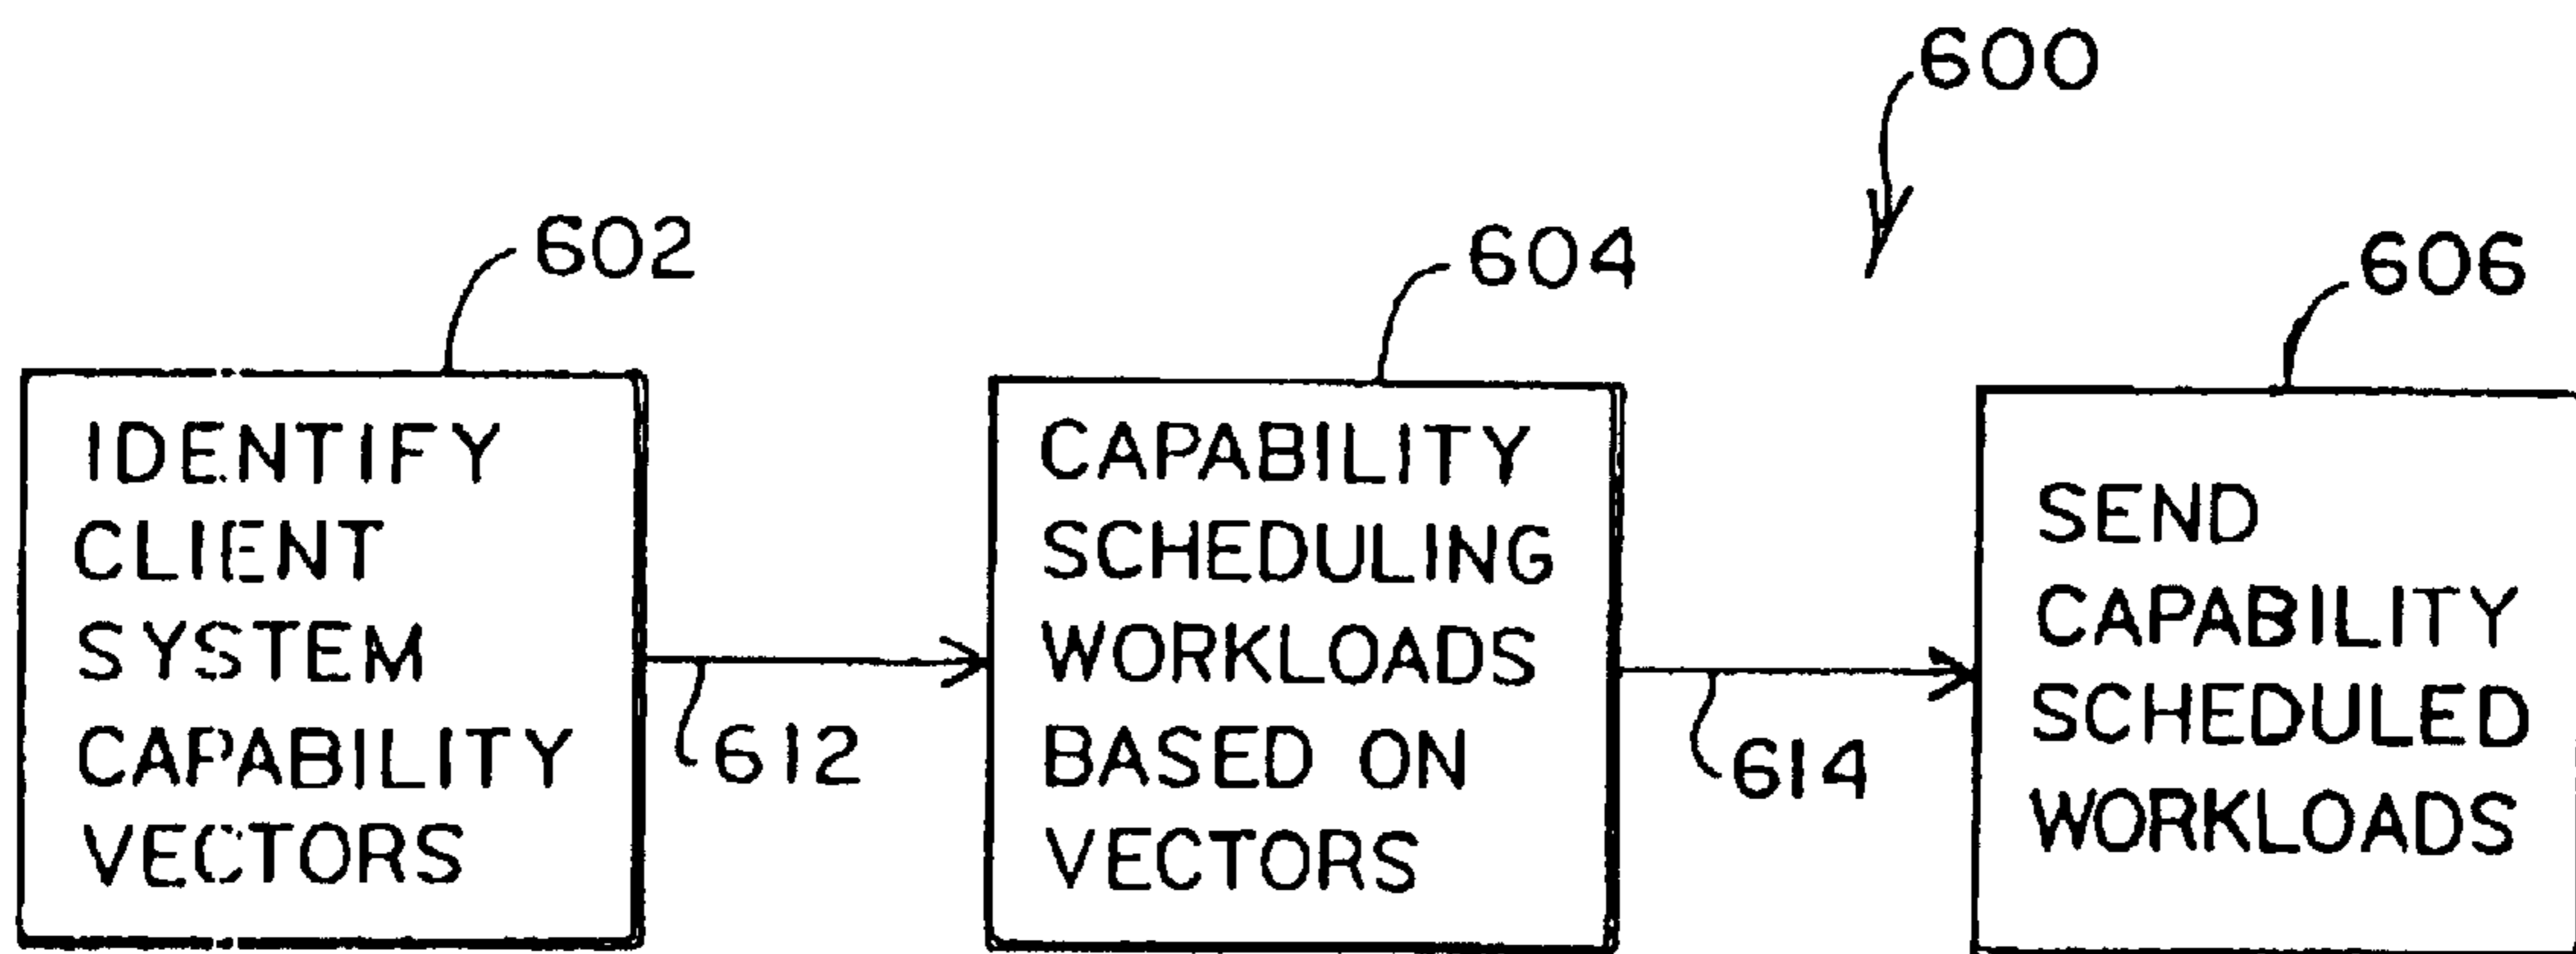 600
602
604
606
IDENTIFY
CLIENT
SYSTEM
CAPABILITY
VECTORS
612
CAPABILITY
SCHEDULING
WORKLOADS
BASED ON
VECTORS
614
SEND
CAPABILITY
SCHEDULED
WORKLOADS